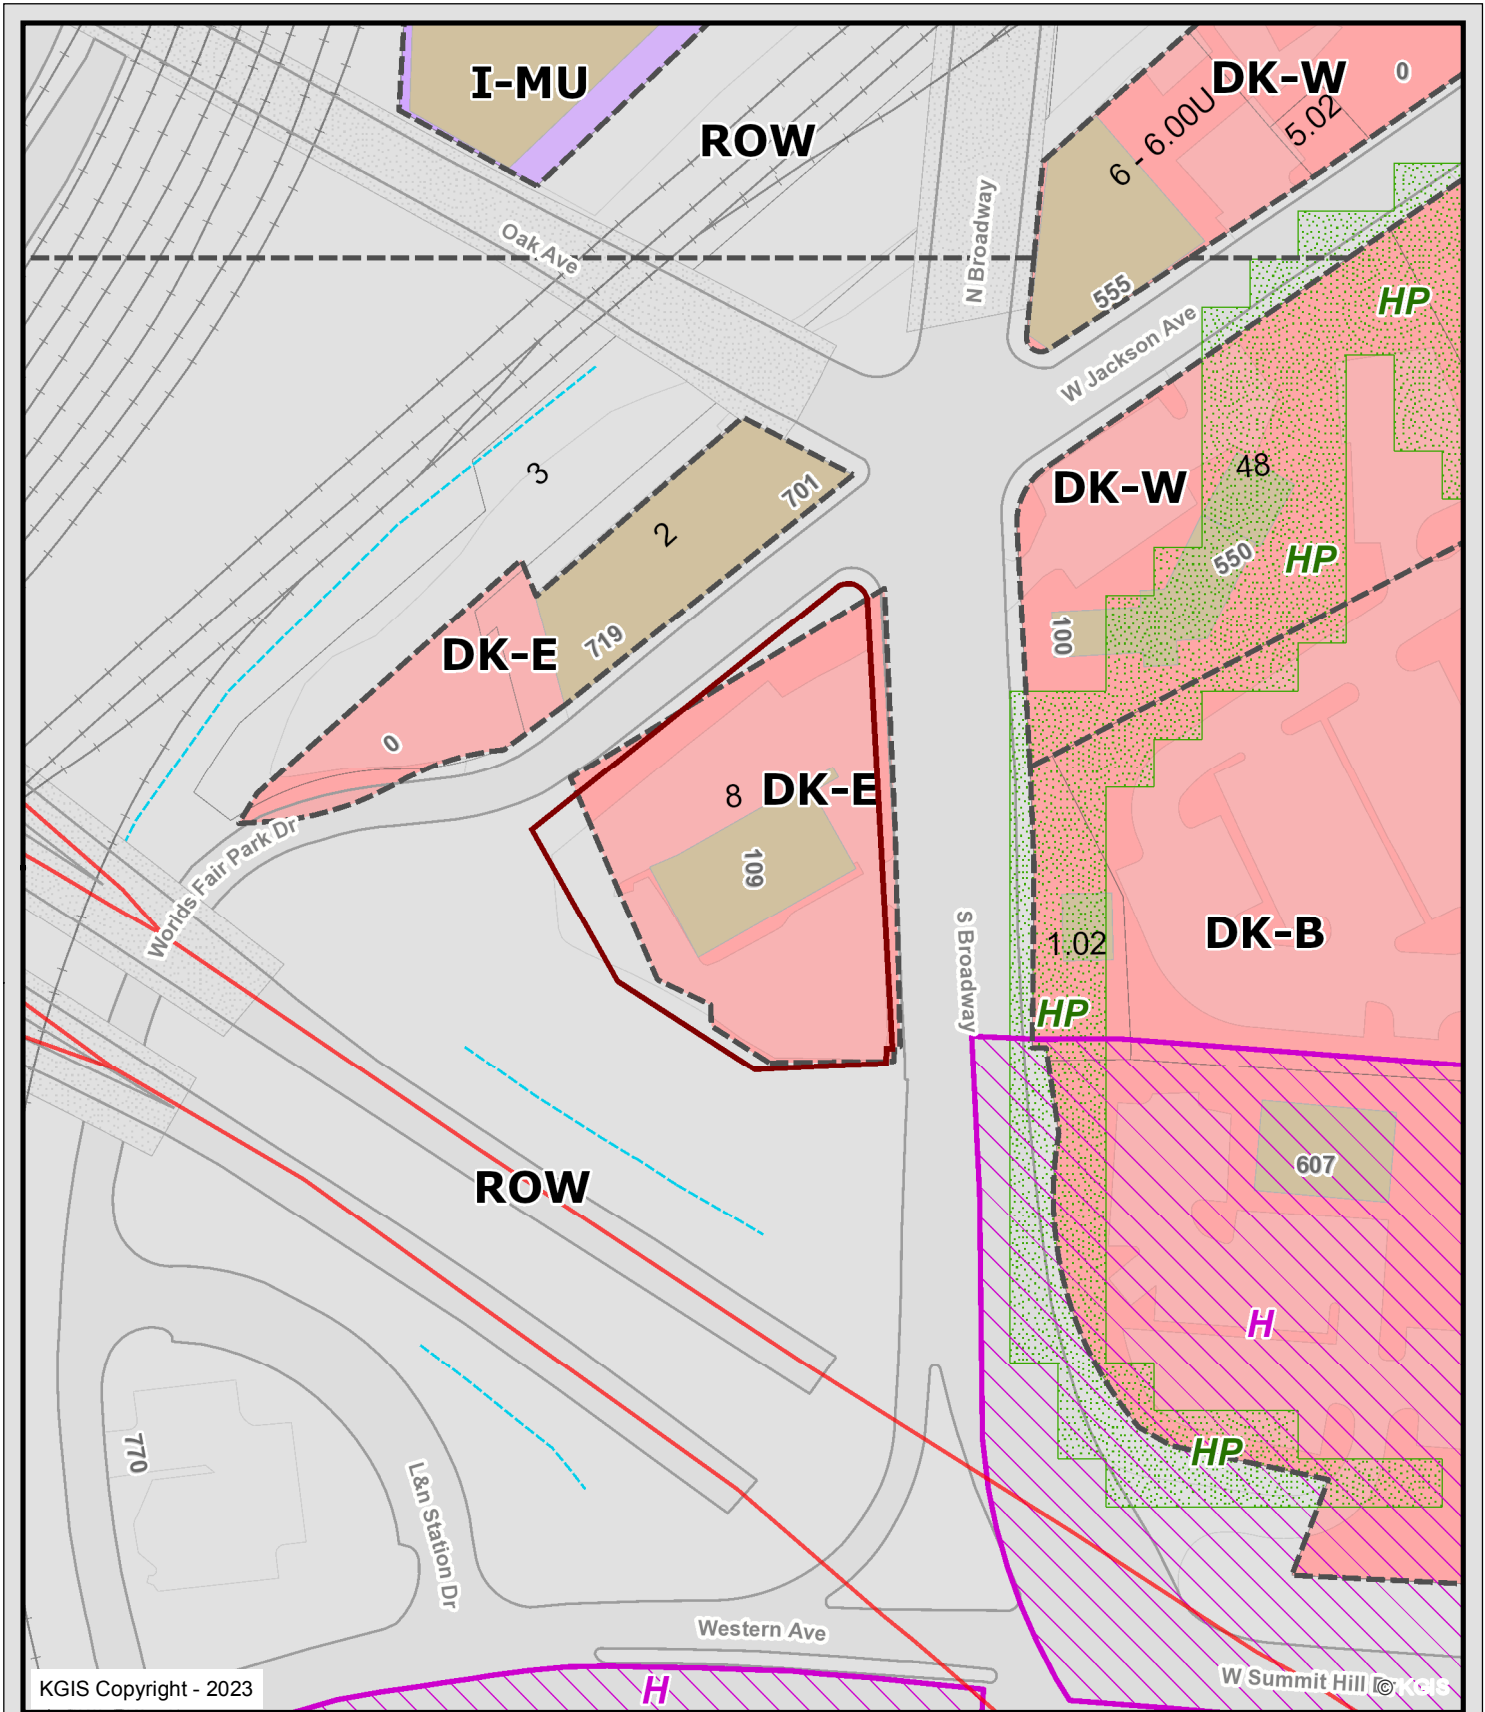 I-MU
DK-W
0
ROW
6 - 6.00U
5.02
Oak Ave
N Broadway
555
W Jackson Ave
HP
3
701
2
DK-W
48
550
HP
DK-E
719
100
0
8
DK-E
109
Worlds Fair Park Dr
S Broadway
1.02
DK-B
HP
ROW
607
H
770
L&n Station Dr
HP
Western Ave
H
W Summit Hill Dr
© KGIS
KGIS Copyright - 2023